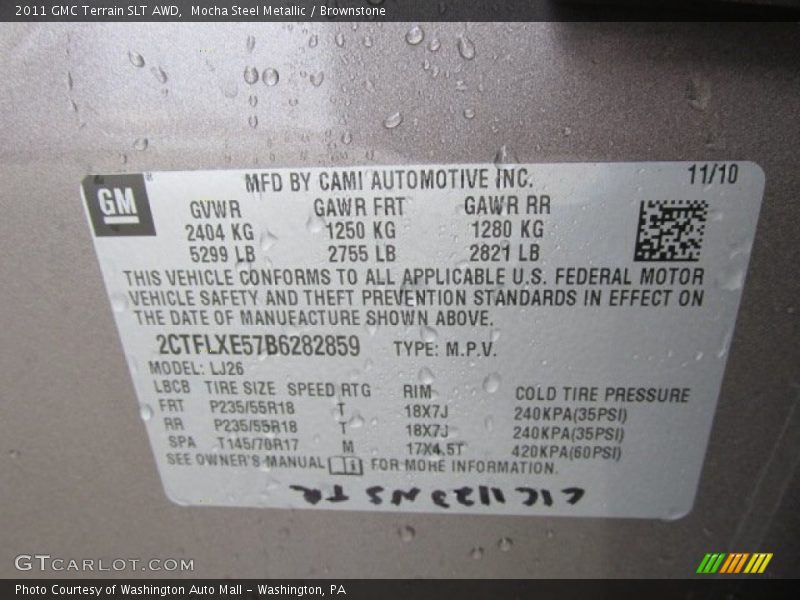 2011 GMC Terrain SLT AWD, Mocha Steel Metallic / Brownstone
GM
MFD BY CAMI AUTOMOTIVE INC. 11/10
GVWR GAWR FRT GAWR RR
2404 KG 1250 KG 1280 KG
5299 LB 2755 LB 2821 LB
THIS VEHICLE CONFORMS TO ALL APPLICABLE U.S. FEDERAL MOTOR
VEHICLE SAFETY AND THEFT PREVENTION STANDARDS IN EFFECT ON
THE DATE OF MANUFACTURE SHOWN ABOVE.
2CTFLXE57B6282859 TYPE: M.P.V.
MODEL: LJ26
LBCB TIRE SIZE SPEED RTG RIM COLD TIRE PRESSURE
FRT P235/55R18 T 18X7J 240KPA(35PSI)
RR P235/55R18 T 18X7J 240KPA(35PSI)
SPA T145/70R17 M 17X4.5T 420KPA(60PSI)
SEE OWNER'S MANUAL FOR MORE INFORMATION.
GTCARLOT.COM
Photo Courtesy of Washington Auto Mall - Washington, PA